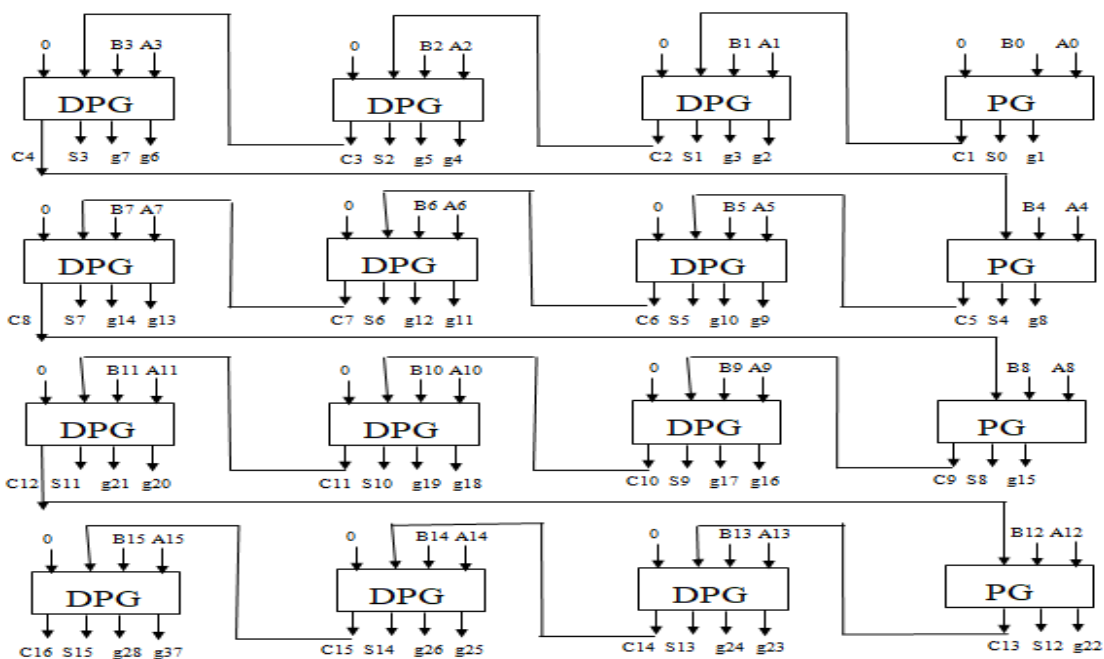 0 B3 A3 0 B2 A2 0 B1 A1 0 B0 A0
DPG DPG DPG PG
C4 S3 g7 g6 C3 S2 g5 g4 C2 S1 g3 g2 C1 S0 g1
0 B7 A7 0 B6 A6 0 B5 A5 B4 A4
DPG DPG DPG PG
C8 S7 g14 g13 C7 S6 g12 g11 C6 S5 g10 g9 C5 S4 g8
0 B11 A11 0 B10 A10 0 B9 A9 B8 A8
DPG DPG DPG PG
C12 S11 g21 g20 C11 S10 g19 g18 C10 S9 g17 g16 C9 S8 g15
0 B15 A15 0 B14 A14 0 B13 A13 B12 A12
DPG DPG DPG PG
C16 S15 g28 g37 C15 S14 g26 g25 C14 S13 g24 g23 C13 S12 g22